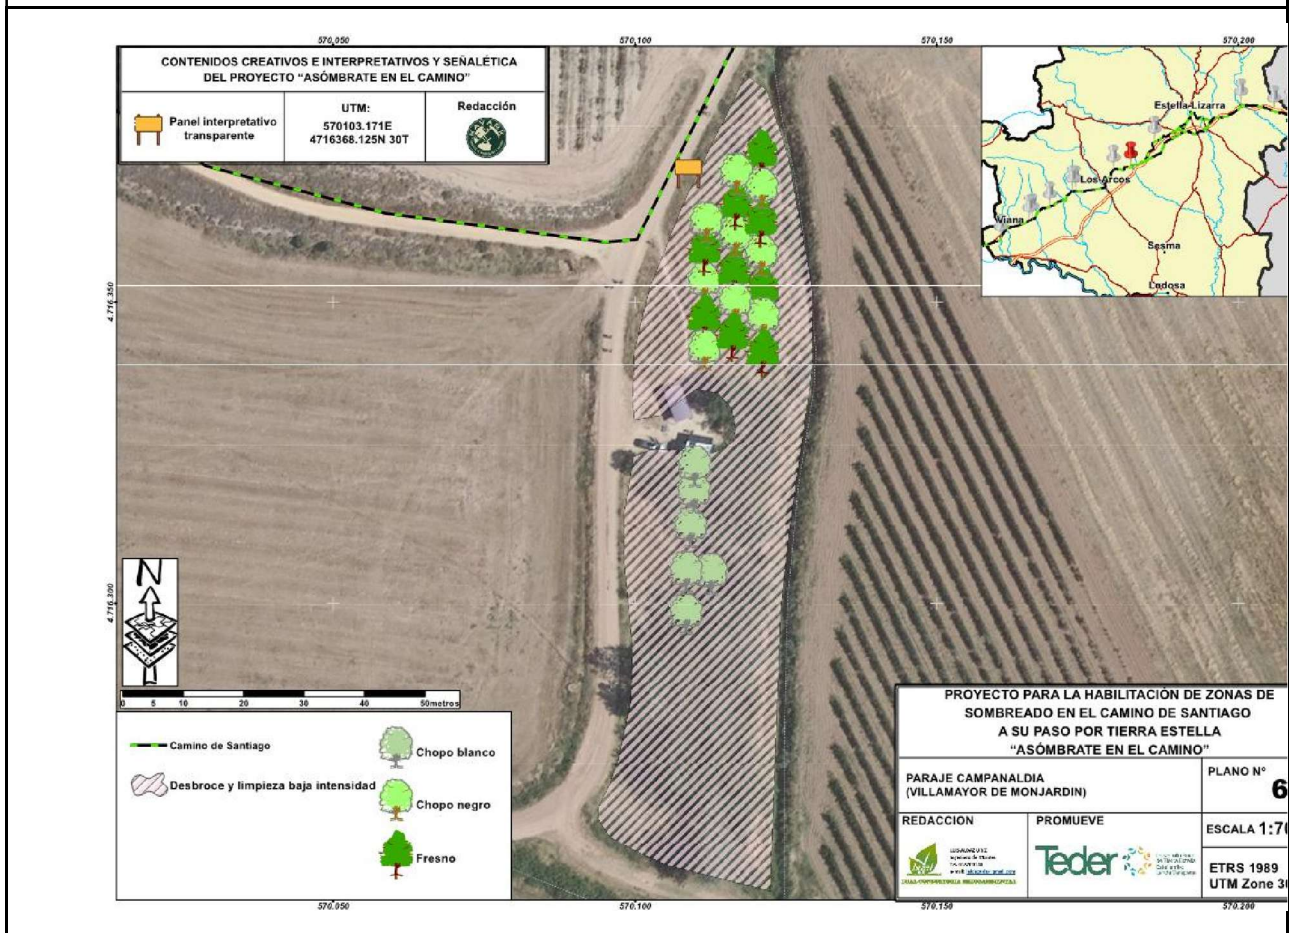 570.050
570.100
570.150
570.200
CONTENIDOS CREATIVOS E INTERPRETATIVOS Y SEÑALÉTICA
DEL PROYECTO “ASÓMBRATE EN EL CAMINO”
Panel interpretativo
transparente
UTM:
570103.171E
4716368.125N 30T
Redacción
Estella-Lizarra
Los Arcos
Viana
Sesma
Lodosa
4.716.350
4.716.300
N
0 5 10 20 30 40 50metros
Camino de Santiago
Desbroce y limpieza baja intensidad
Chopo blanco
Chopo negro
Fresno
PROYECTO PARA LA HABILITACIÓN DE ZONAS DE
SOMBREADO EN EL CAMINO DE SANTIAGO
A SU PASO POR TIERRA ESTELLA
“ASÓMBRATE EN EL CAMINO”
PARAJE CAMPANALDIA
(VILLAMAYOR DE MONJARDIN)
PLANO Nº
6
REDACCION
PROMUEVE
Teder
ESCALA 1:70
ETRS 1989
UTM Zone 30
570.050
570.100
570.150
570.200